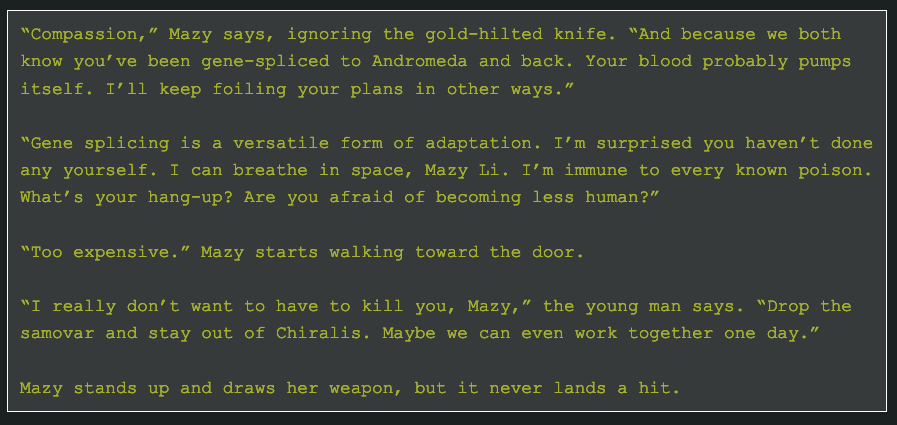 “Compassion,” Mazy says, ignoring the gold-hilted knife. “And because we both
know you’ve been gene-spliced to Andromeda and back. Your blood probably pumps
itself. I’ll keep foiling your plans in other ways.”
“Gene splicing is a versatile form of adaptation. I’m surprised you haven’t done
any yourself. I can breathe in space, Mazy Li. I’m immune to every known poison.
What’s your hang-up? Are you afraid of becoming less human?”
“Too expensive.” Mazy starts walking toward the door.
“I really don’t want to have to kill you, Mazy,” the young man says. “Drop the
samovar and stay out of Chiralis. Maybe we can even work together one day.”
Mazy stands up and draws her weapon, but it never lands a hit.